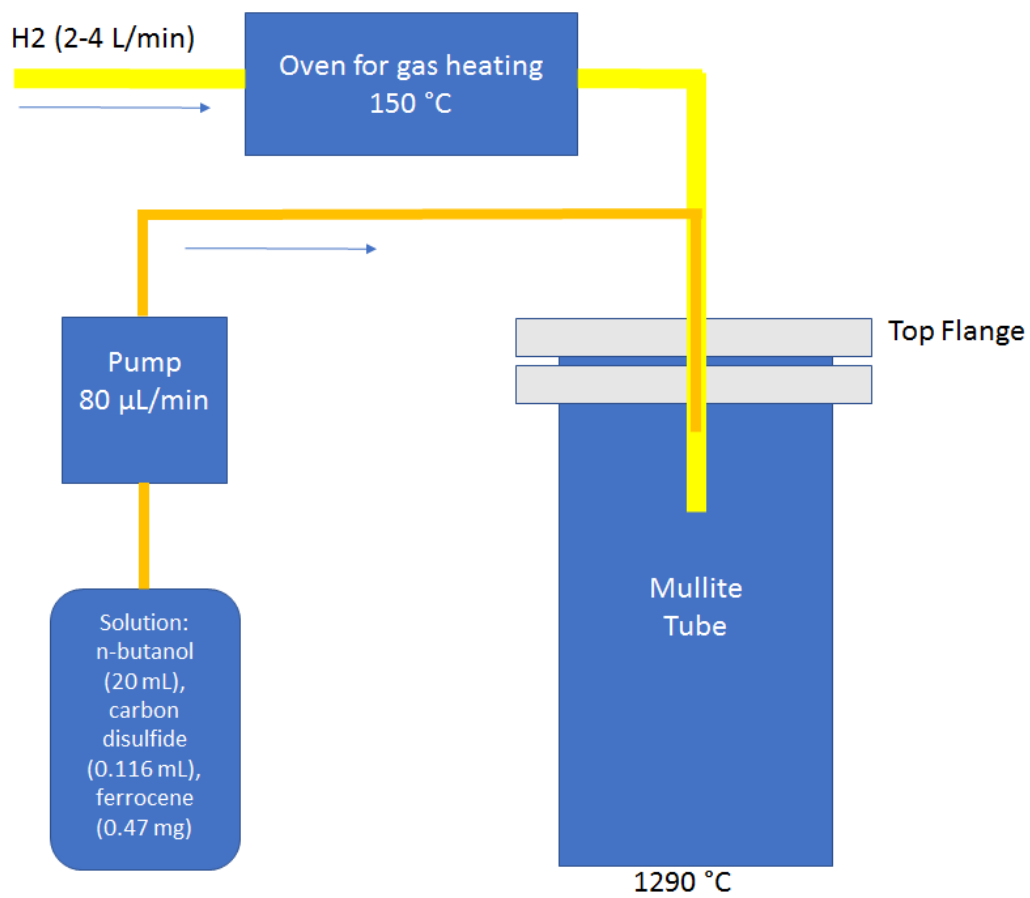 H2 (2-4 L/min)
Oven for gas heating
150 °C
Pump
80 µL/min
Top Flange
Solution:
n-butanol
(20 mL),
carbon
disulfide
(0.116 mL),
ferrocene
(0.47 mg)
Mullite
Tube
1290 °C